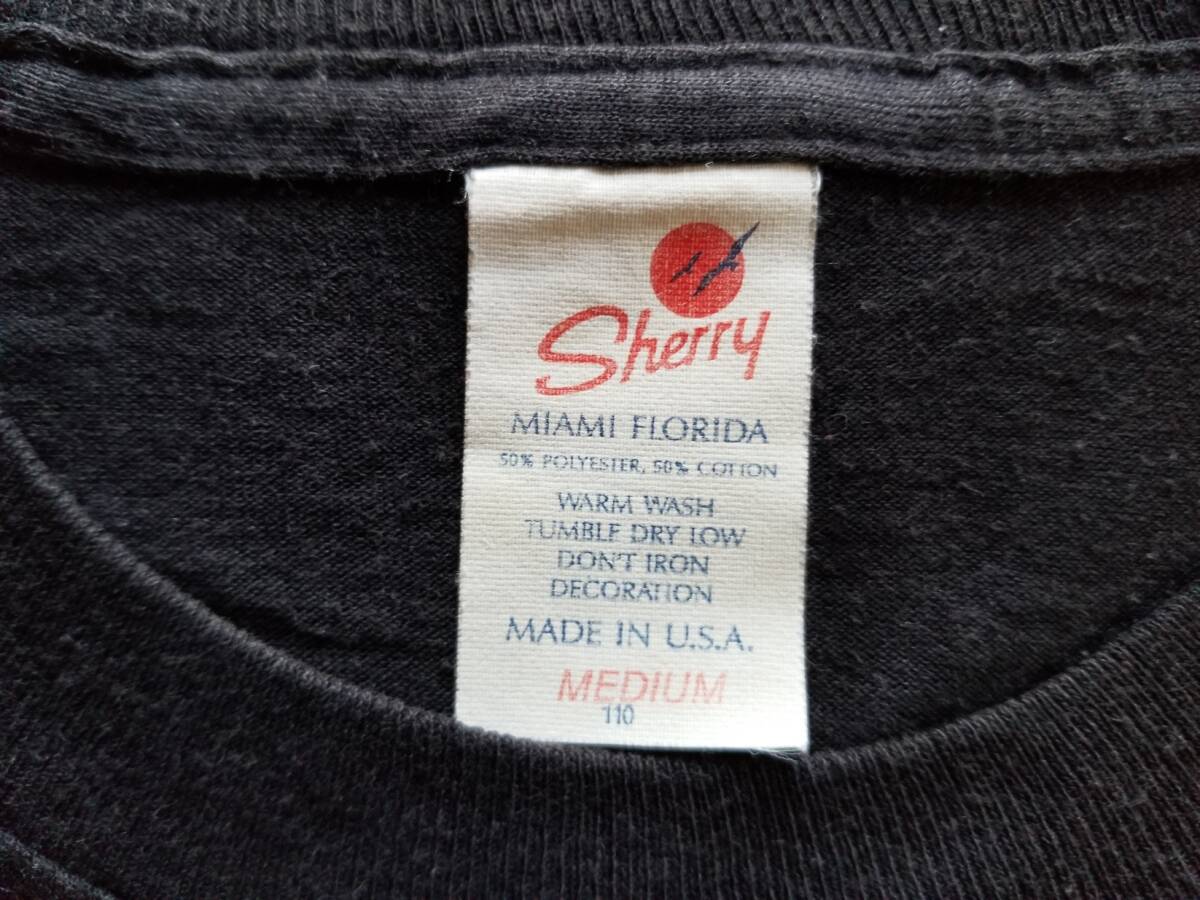 Sherry
MIAMI FLORIDA
50% POLYESTER, 50% COTTON
WARM WASH
TUMBLE DRY LOW
DON'T IRON
DECORATION
MADE IN U.S.A.
MEDIUM
110